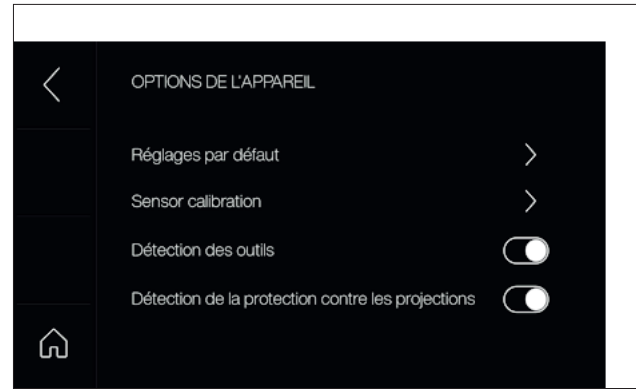 OPTIONS DE L'APPAREIL
Réglages par défaut
Sensor calibration
Détection des outils
Détection de la protection contre les projections